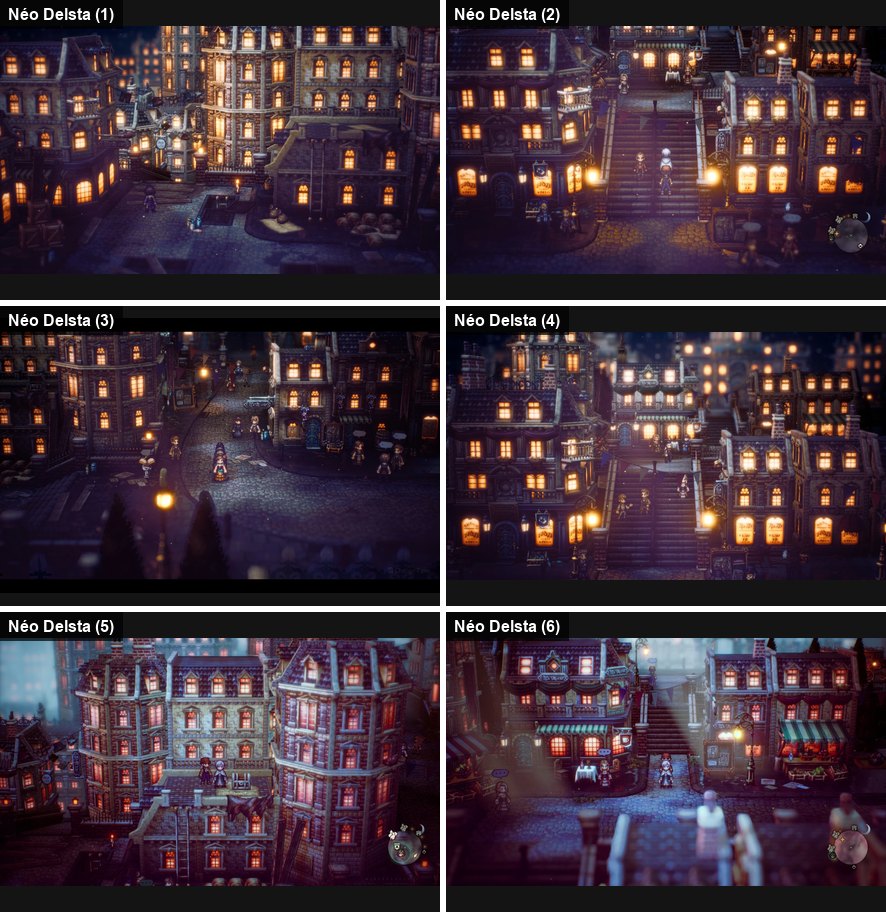 Néo Delsta (1)
Néo Delsta (2)
Néo Delsta (3)
Néo Delsta (4)
Néo Delsta (5)
Néo Delsta (6)